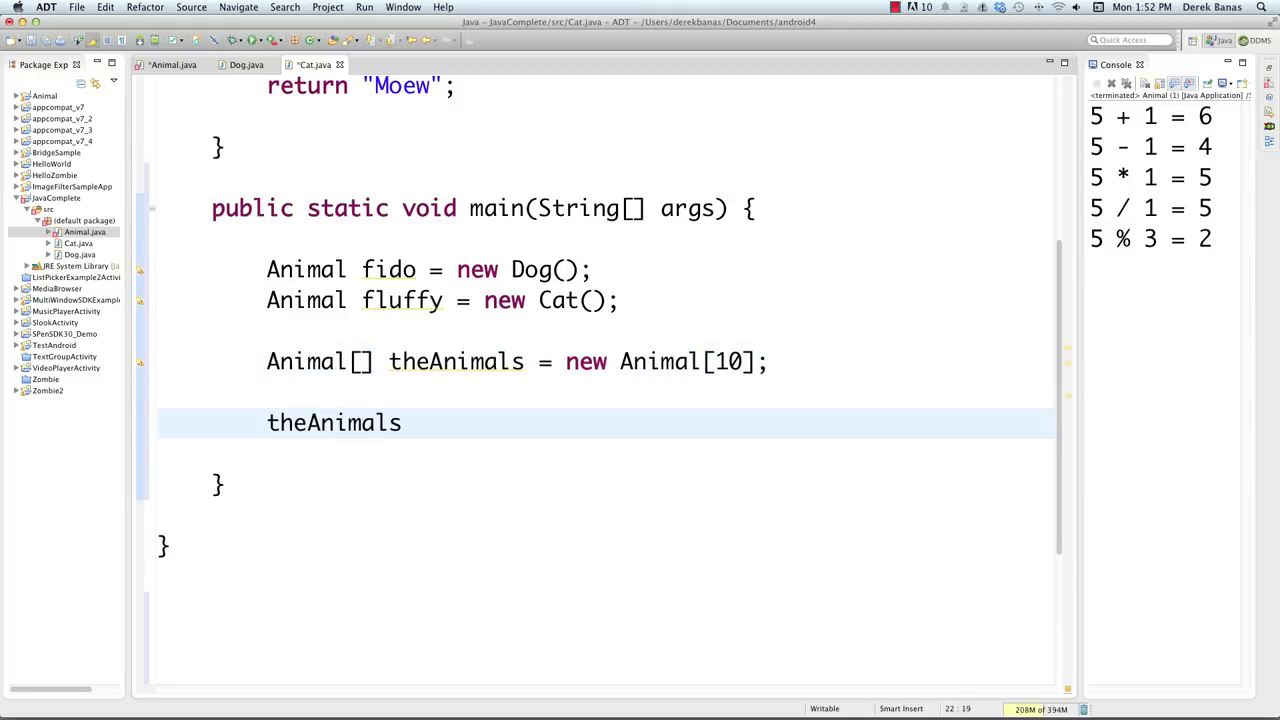 ADT File Edit Refactor Source Navigate Search Project Run Window Help 10 Mon 1:52 PM Derek Banas
Java - JavaComplete/src/Cat.java - ADT - /Users/derekbanas/Documents/android4
Quick Access Java DDMS
Package Exp
*Animal.java Dog.java *Cat.java
Console
<terminated> Animal (1) [Java Application] /S
Animal
appcompat_v7
appcompat_v7_2
appcompat_v7_3
appcompat_v7_4
BridgeSample
HelloWorld
HelloZombie
ImageFilterSampleApp
JavaComplete
src
(default package)
Animal.java
Cat.java
Dog.java
JRE System Library [Ja
ListPickerExample2Activi
MediaBrowser
MultiWindowSDKExample
MusicPlayerActivity
SlookActivity
SPenSDK30_Demo
TestAndroid
TextGroupActivity
VideoPlayerActivity
Zombie
Zombie2
return "Moew";
}
public static void main(String[] args) {
Animal fido = new Dog();
Animal fluffy = new Cat();
Animal[] theAnimals = new Animal[10];
theAnimals
}
}
5 + 1 = 6
5 - 1 = 4
5 * 1 = 5
5 / 1 = 5
5 % 3 = 2
Writable Smart Insert 22 : 19 208M of 394M